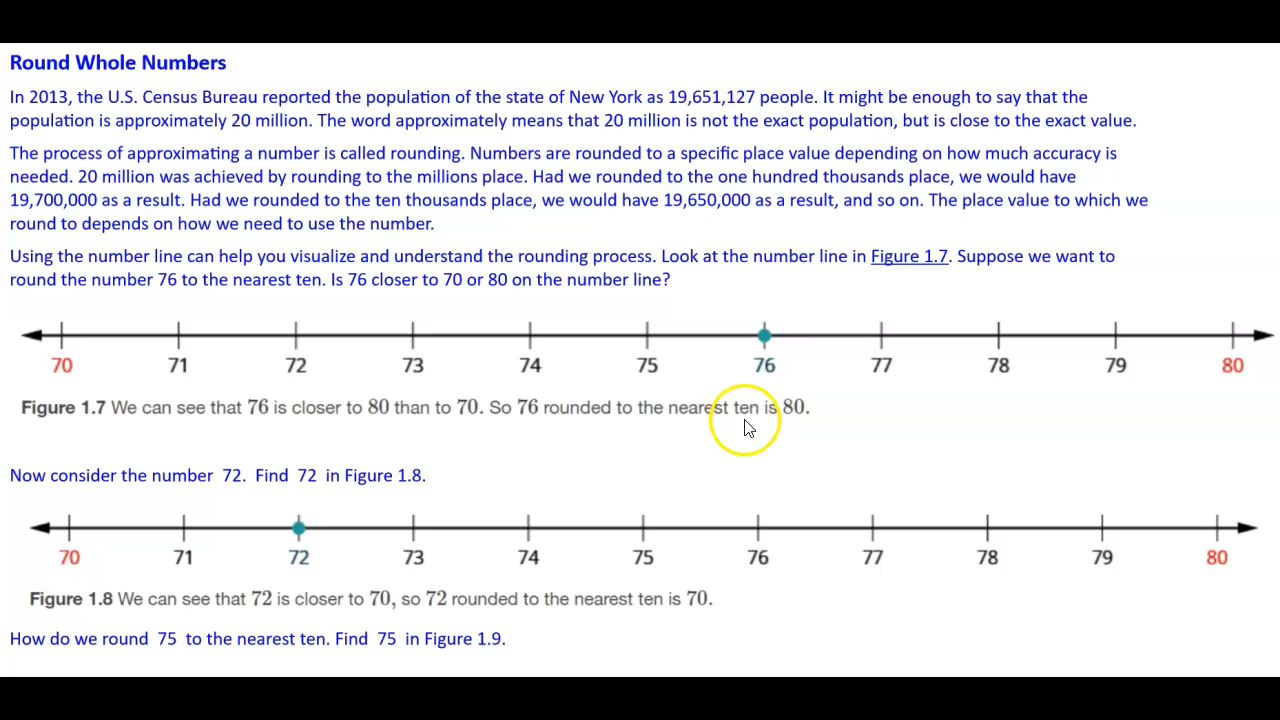 Round Whole Numbers
In 2013, the U.S. Census Bureau reported the population of the state of New York as 19,651,127 people. It might be enough to say that the
population is approximately 20 million. The word approximately means that 20 million is not the exact population, but is close to the exact value.
The process of approximating a number is called rounding. Numbers are rounded to a specific place value depending on how much accuracy is
needed. 20 million was achieved by rounding to the millions place. Had we rounded to the one hundred thousands place, we would have
19,700,000 as a result. Had we rounded to the ten thousands place, we would have 19,650,000 as a result, and so on. The place value to which we
round to depends on how we need to use the number.
Using the number line can help you visualize and understand the rounding process. Look at the number line in Figure 1.7. Suppose we want to
round the number 76 to the nearest ten. Is 76 closer to 70 or 80 on the number line?
70 71 72 73 74 75 76 77 78 79 80
Figure 1.7 We can see that 76 is closer to 80 than to 70. So 76 rounded to the nearest ten is 80.
Now consider the number 72. Find 72 in Figure 1.8.
70 71 72 73 74 75 76 77 78 79 80
Figure 1.8 We can see that 72 is closer to 70, so 72 rounded to the nearest ten is 70.
How do we round 75 to the nearest ten. Find 75 in Figure 1.9.